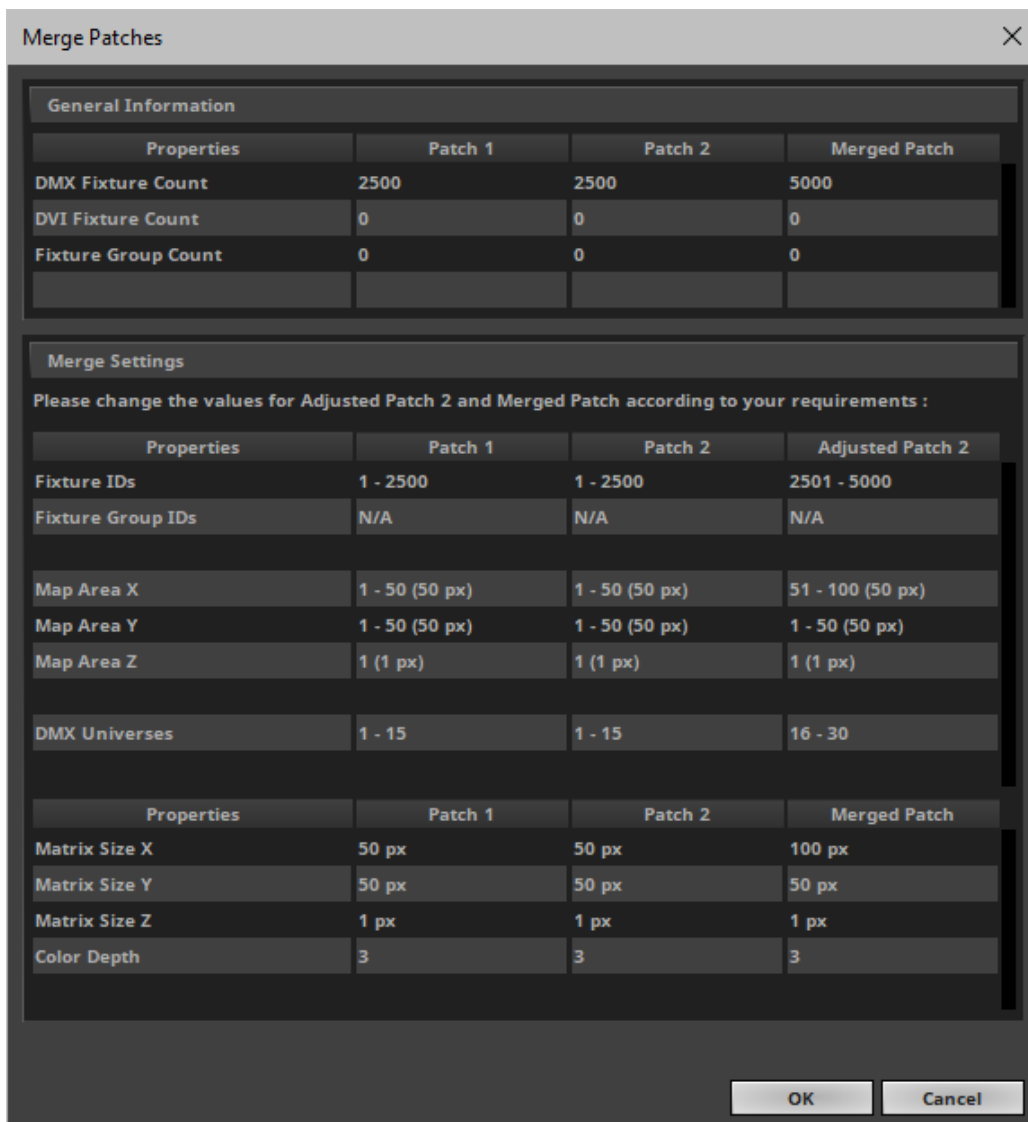 Merge Patches
General Information
Properties Patch 1 Patch 2 Merged Patch
DMX Fixture Count 2500 2500 5000
DVI Fixture Count 0 0 0
Fixture Group Count 0 0 0
Merge Settings
Please change the values for Adjusted Patch 2 and Merged Patch according to your requirements :
Properties Patch 1 Patch 2 Adjusted Patch 2
Fixture IDs 1 - 2500 1 - 2500 2501 - 5000
Fixture Group IDs N/A N/A N/A
Map Area X 1 - 50 (50 px) 1 - 50 (50 px) 51 - 100 (50 px)
Map Area Y 1 - 50 (50 px) 1 - 50 (50 px) 1 - 50 (50 px)
Map Area Z 1 (1 px) 1 (1 px) 1 (1 px)
DMX Universes 1 - 15 1 - 15 16 - 30
Properties Patch 1 Patch 2 Merged Patch
Matrix Size X 50 px 50 px 100 px
Matrix Size Y 50 px 50 px 50 px
Matrix Size Z 1 px 1 px 1 px
Color Depth 3 3 3
OK Cancel